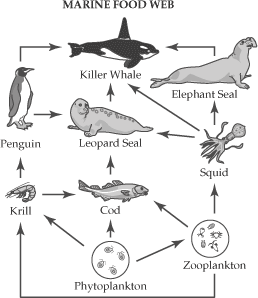 MARINE FOOD WEB
Killer Whale
Elephant Seal
Penguin
Leopard Seal
Squid
Krill
Cod
Zooplankton
Phytoplankton